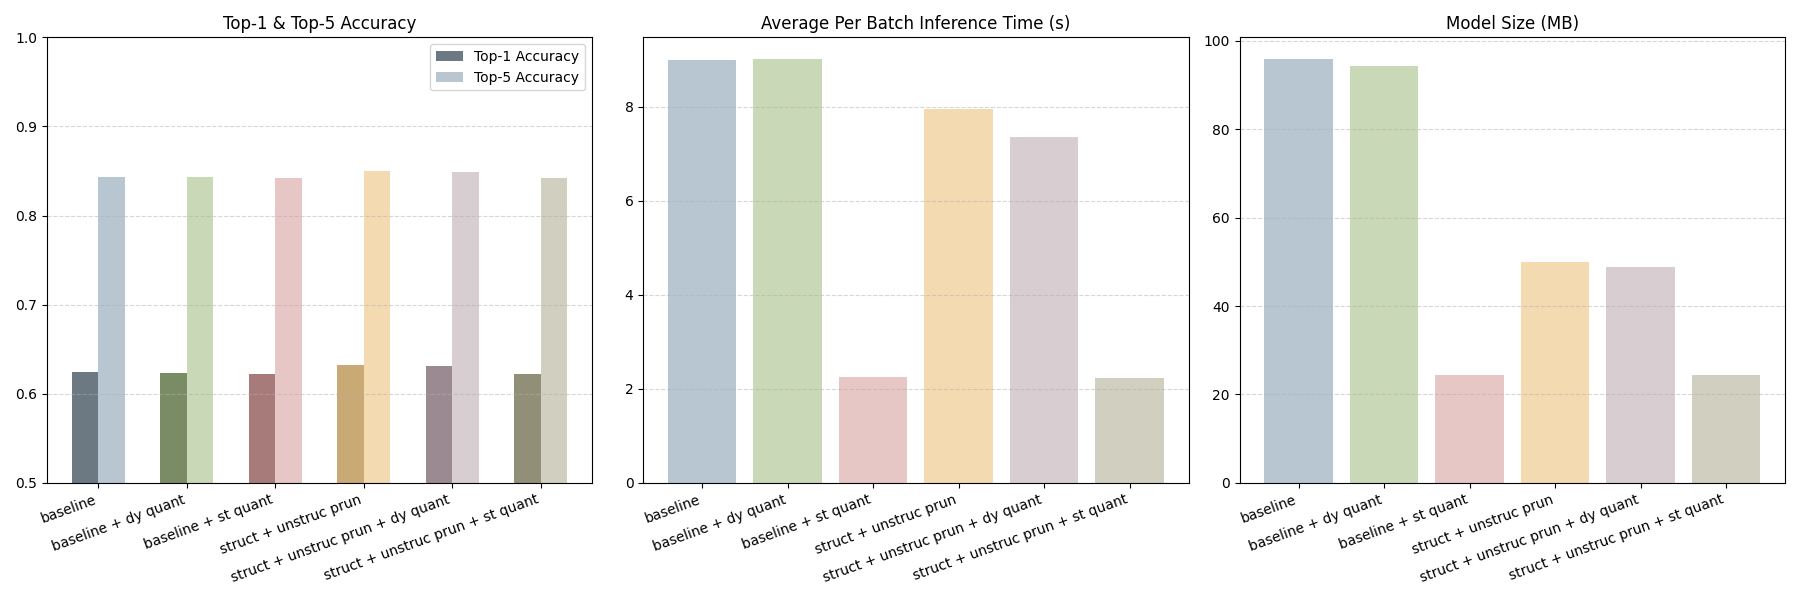 Top-1 & Top-5 Accuracy
1.0
0.9
0.8
0.7
0.6
0.5
Top-1 Accuracy
Top-5 Accuracy
baseline
baseline + dy quant
baseline + st quant
struct + unstruc prun
struct + unstruc prun + dy quant
struct + unstruc prun + st quant
Average Per Batch Inference Time (s)
8
6
4
2
0
baseline
baseline + dy quant
baseline + st quant
struct + unstruc prun
struct + unstruc prun + dy quant
struct + unstruc prun + st quant
Model Size (MB)
100
80
60
40
20
0
baseline
baseline + dy quant
baseline + st quant
struct + unstruc prun
struct + unstruc prun + dy quant
struct + unstruc prun + st quant